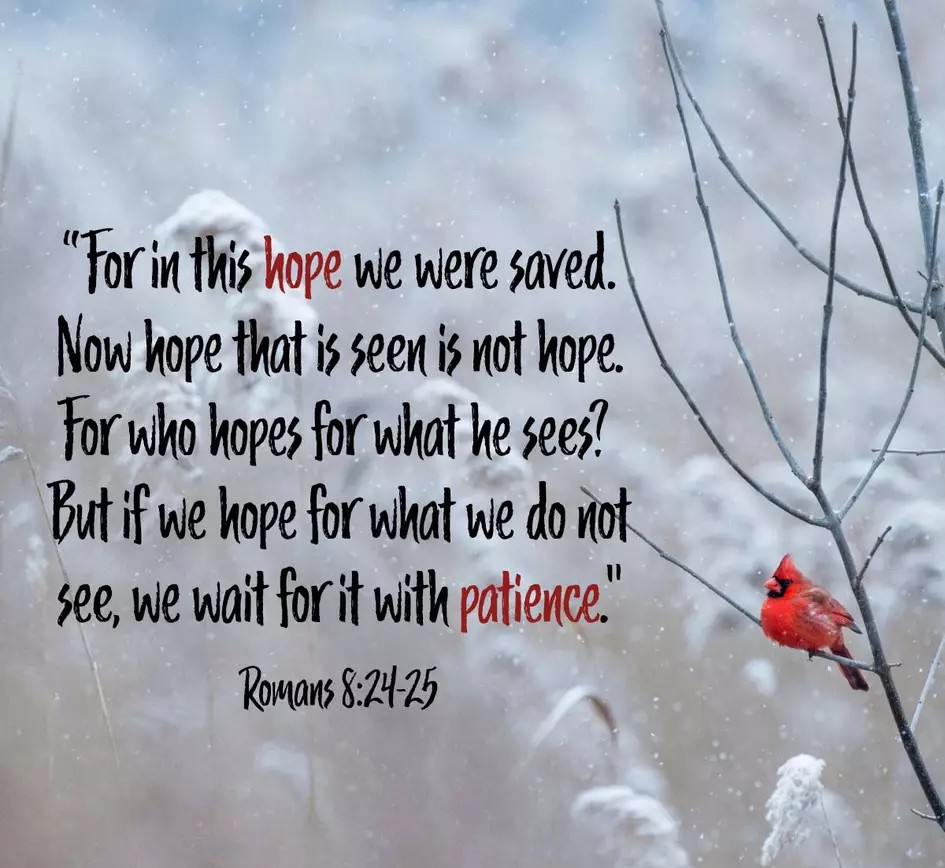 "For in this hope we were saved.
Now hope that is seen is not hope.
For who hopes for what he sees?
But if we hope for what we do not
see, we wait for it with patience."
Romans 8:24-25